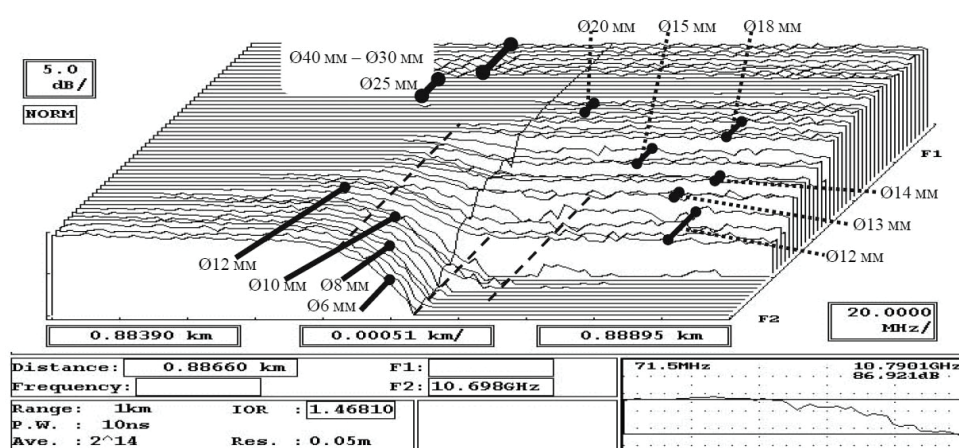 Ø20 мм Ø15 мм Ø18 мм
Ø40 мм – Ø30 мм
Ø25 мм
5.0
dB/
NORM
F1
Ø14 мм
Ø13 мм
Ø12 мм
Ø12 мм
Ø10 мм
Ø8 мм
Ø6 мм
F2
20.0000
MHz/
0.88390 km 0.00051 km/ 0.88895 km
Distance: 0.88660 km F1:
Frequency: F2: 10.698GHz
Range: 1km IOR : 1.46810
P.W. : 10ns
Ave. : 2^14 Res. : 0.05m
71.5MHz 10.7901GHz
86.921dB